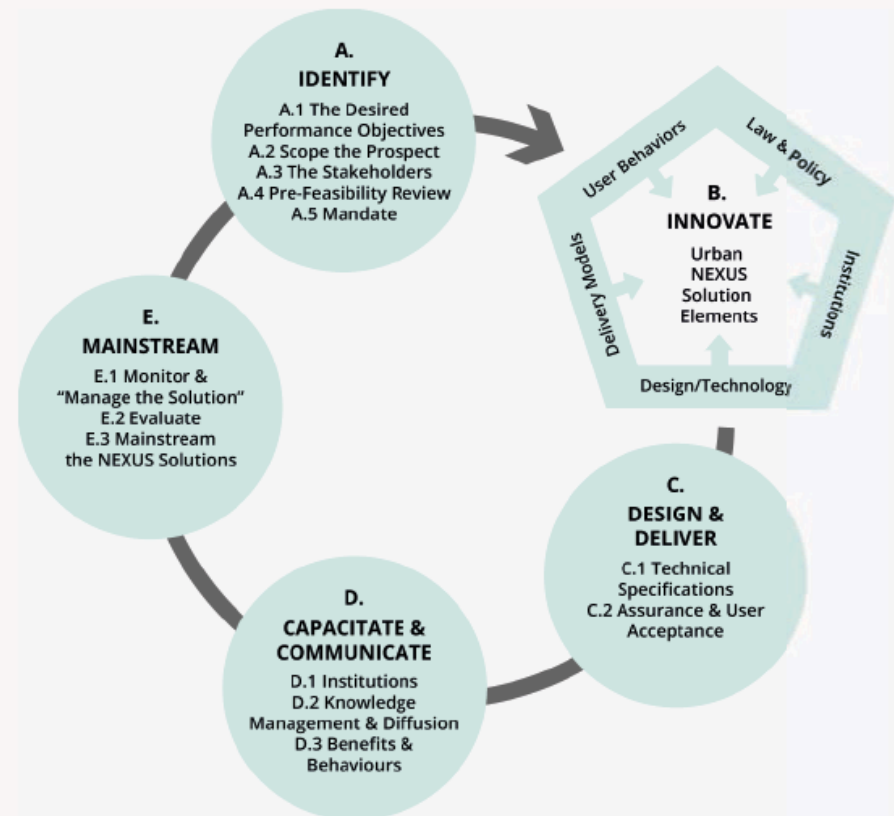 A.
IDENTIFY
A.1 The Desired
Performance Objectives
A.2 Scope the Prospect
A.3 The Stakeholders
A.4 Pre-Feasibility Review
A.5 Mandate
User Behaviors
Law & Policy
Delivery Models
Institutions
Design/Technology
B.
INNOVATE
Urban
NEXUS
Solution
Elements
C.
DESIGN &
DELIVER
C.1 Technical
Specifications
C.2 Assurance & User
Acceptance
D.
CAPACITATE &
COMMUNICATE
D.1 Institutions
D.2 Knowledge
Management & Diffusion
D.3 Benefits &
Behaviours
E.
MAINSTREAM
E.1 Monitor &
“Manage the Solution”
E.2 Evaluate
E.3 Mainstream
the NEXUS Solutions